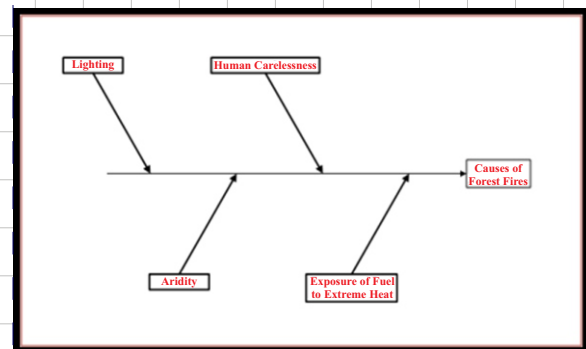 Lighting
Human Carelessness
Causes of
Forest Fires
Aridity
Exposure of Fuel
to Extreme Heat